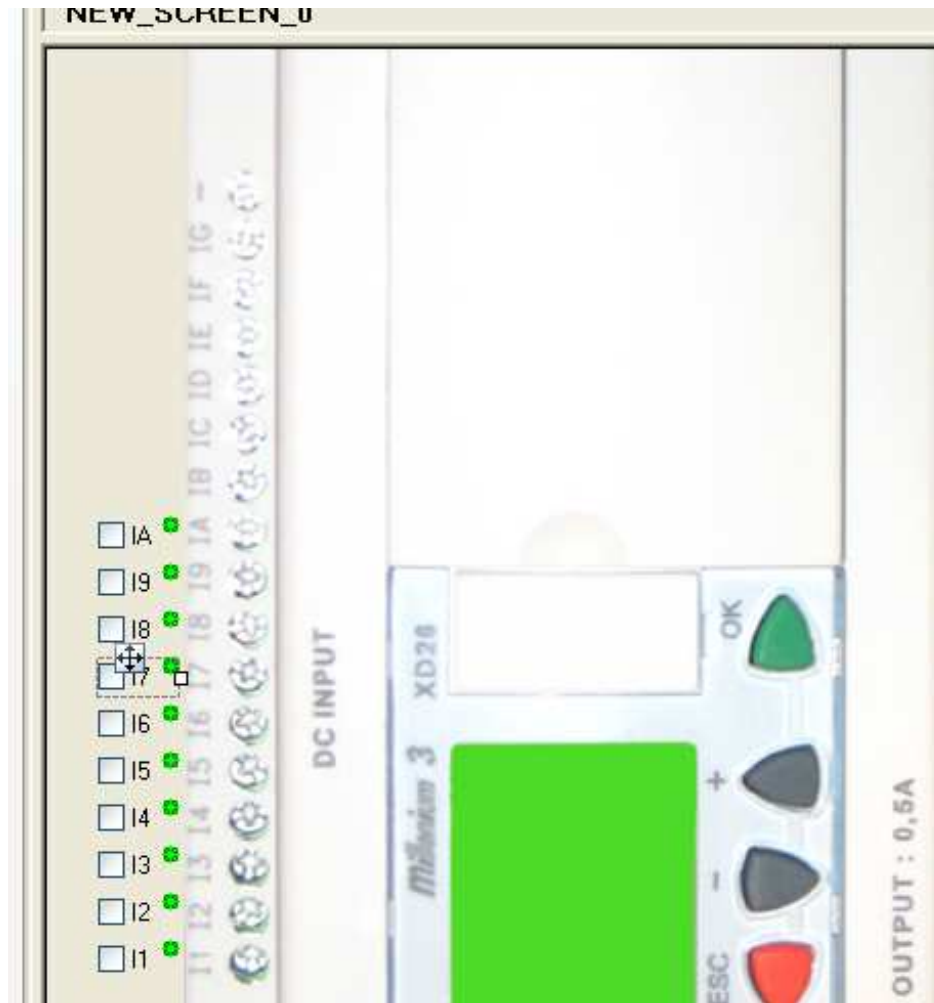 NEW_SCREEN_0
IA
I9
I8
I7
I6
I5
I4
I3
I2
I1
- IG IF IE ID IC IB IA I9 I8 I7 I6 I5 I4 I3 I2 I1
DC INPUT
XD26
Millenium 3
OK
+
-
ESC
OUTPUT : 0,5A